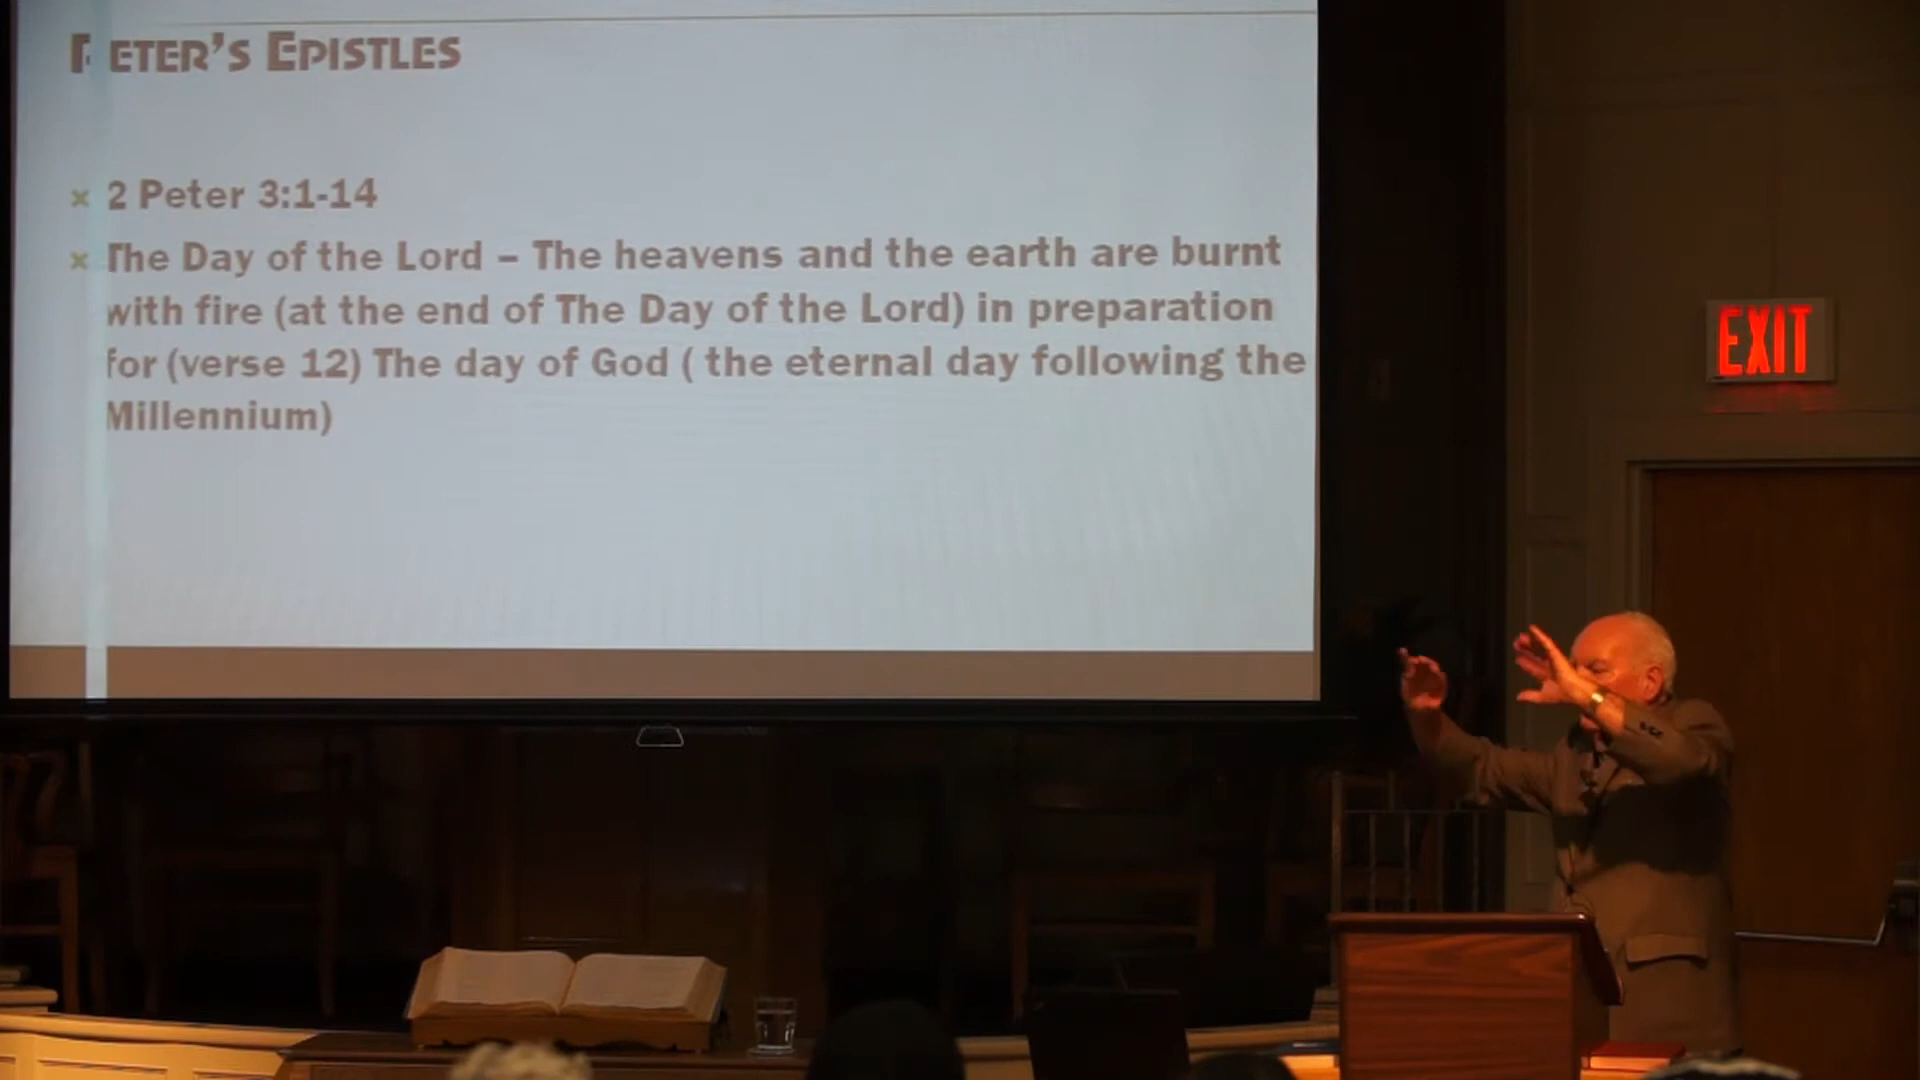 PETER'S EPISTLES
2 Peter 3:1-14
The Day of the Lord – The heavens and the earth are burnt
with fire (at the end of The Day of the Lord) in preparation
for (verse 12) The day of God ( the eternal day following the
Millennium)
EXIT